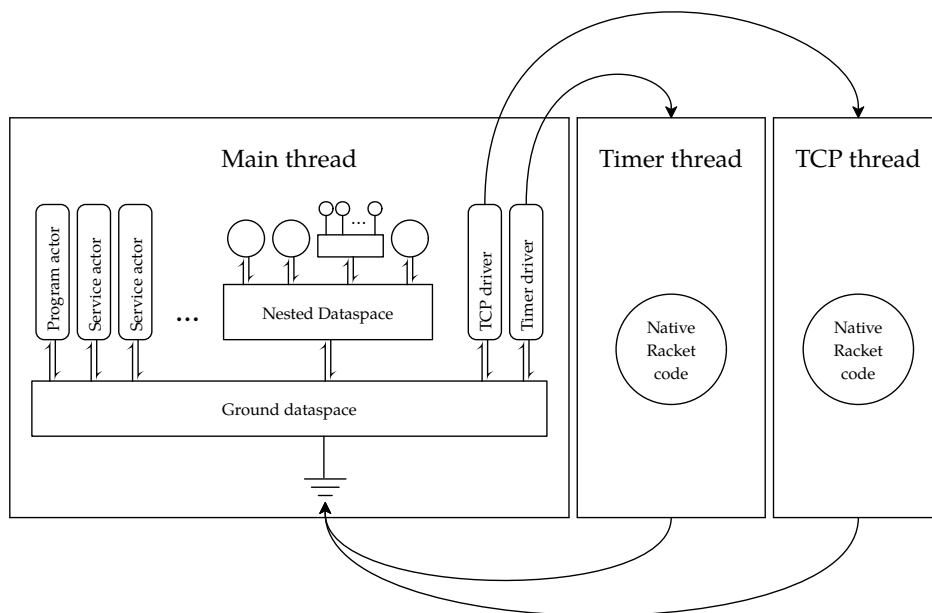 Main thread
Timer thread
TCP thread
Program actor
Service actor
Service actor
...
...
TCP driver
Timer driver
Nested Dataspace
Ground dataspace
Native
Racket
code
Native
Racket
code